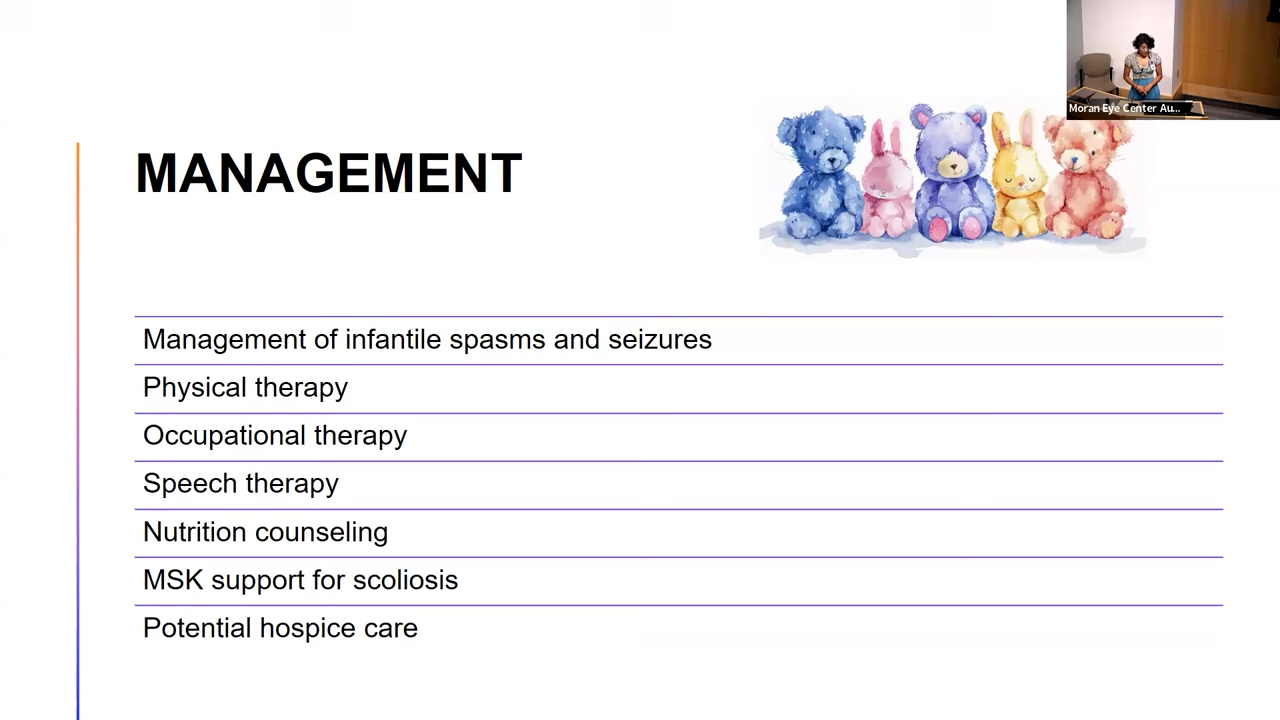 Moran Eye Center Au...
MANAGEMENT
Management of infantile spasms and seizures
Physical therapy
Occupational therapy
Speech therapy
Nutrition counseling
MSK support for scoliosis
Potential hospice care